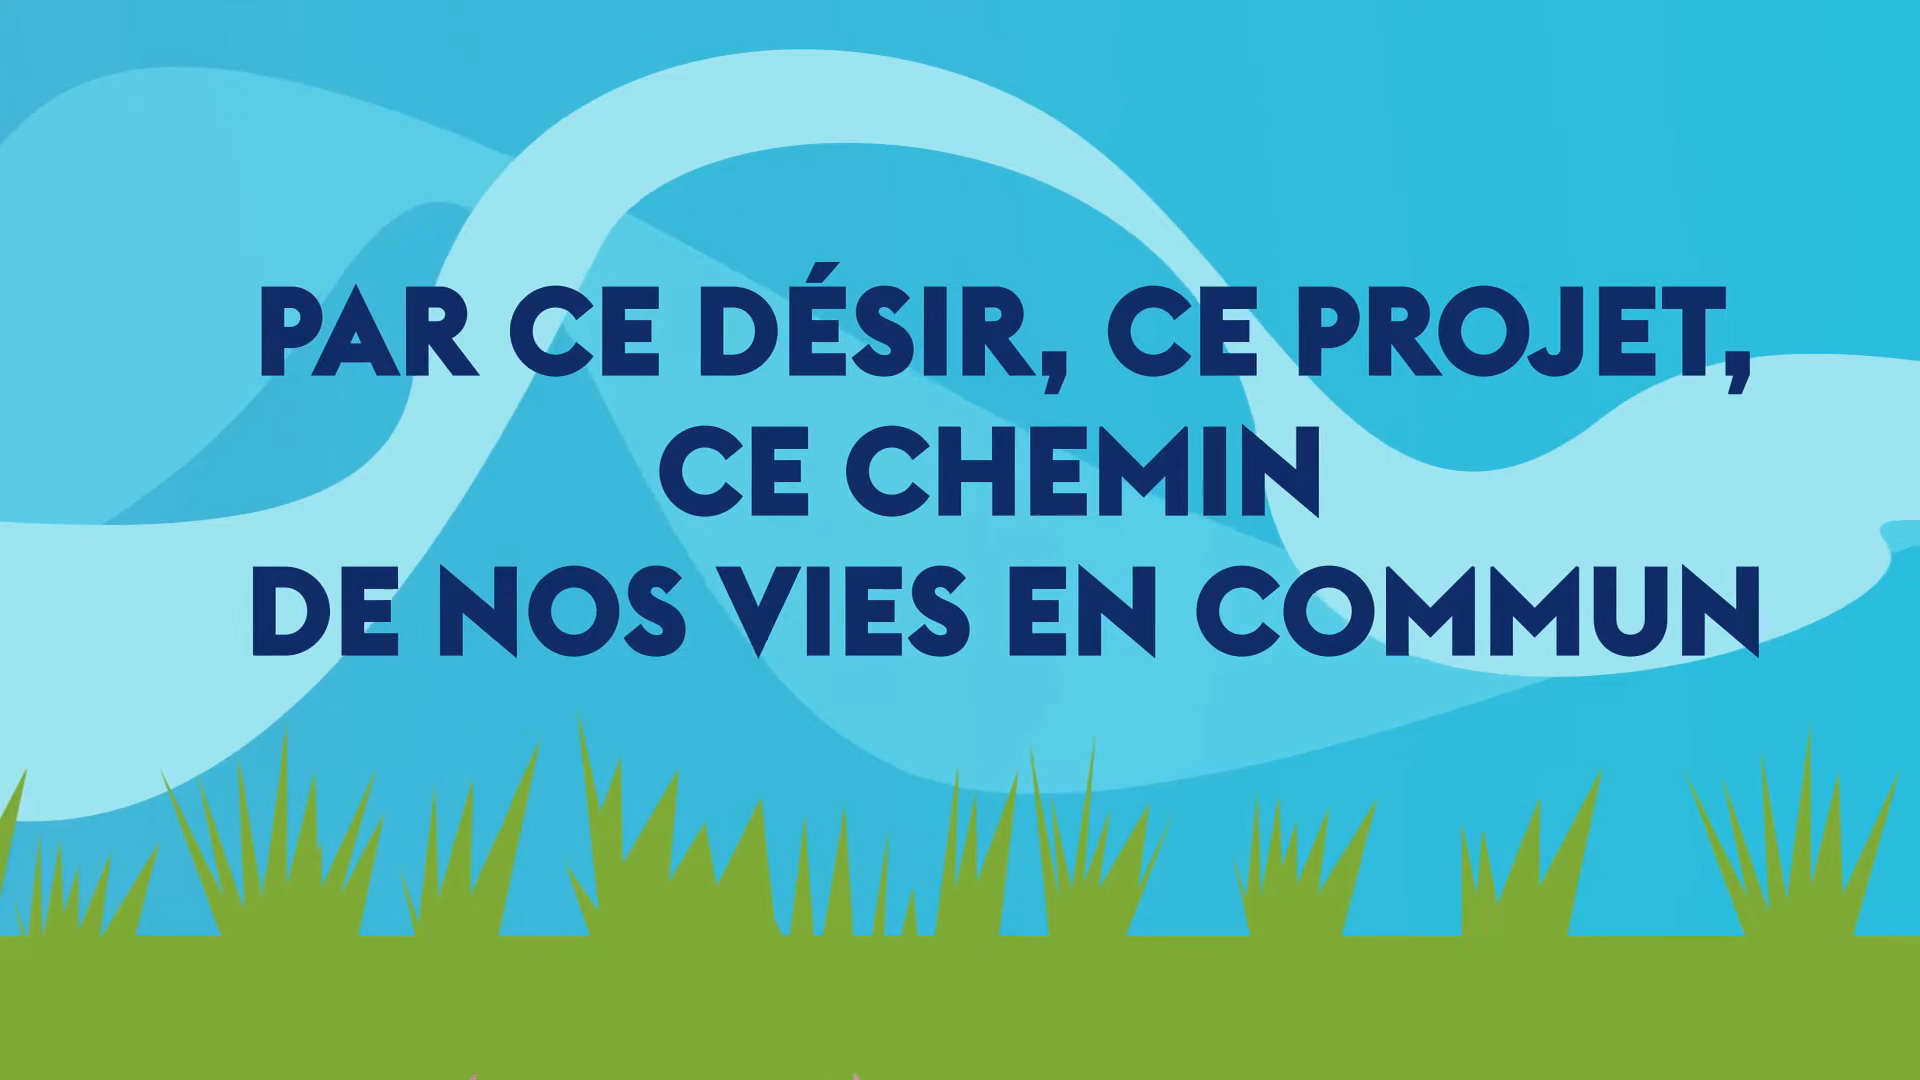 PAR CE DÉSIR, CE PROJET,
CE CHEMIN
DE NOS VIES EN COMMUN